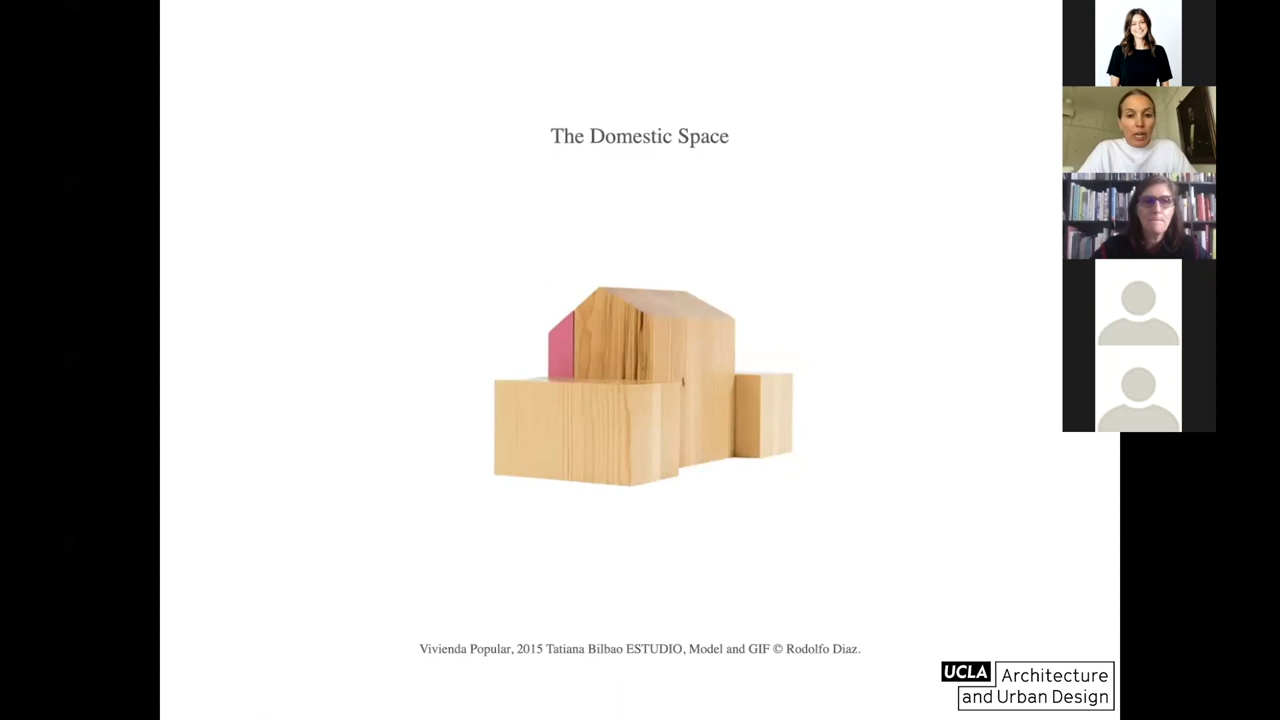 The Domestic Space
Vivienda Popular, 2015 Tatiana Bilbao ESTUDIO, Model and GIF © Rodolfo Diaz.
UCLA Architecture
and Urban Design